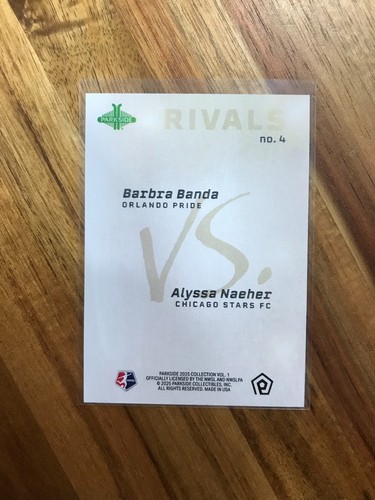 PARKSIDE
RIVALS
no. 4
Barbra Banda
ORLANDO PRIDE
VS.
Alyssa Naeher
CHICAGO STARS FC
PARKSIDE 2025 COLLECTION VOL. 1
OFFICIALLY LICENSED BY THE NWSL AND NWSLPA
© 2025 PARKSIDE COLLECTIBLES, INC.
ALL RIGHTS RESERVED. MADE IN USA